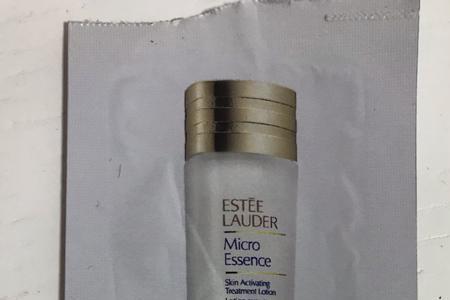 ESTĒE
LAUDER
Micro
Essence
Skin Activating
Treatment Lotion